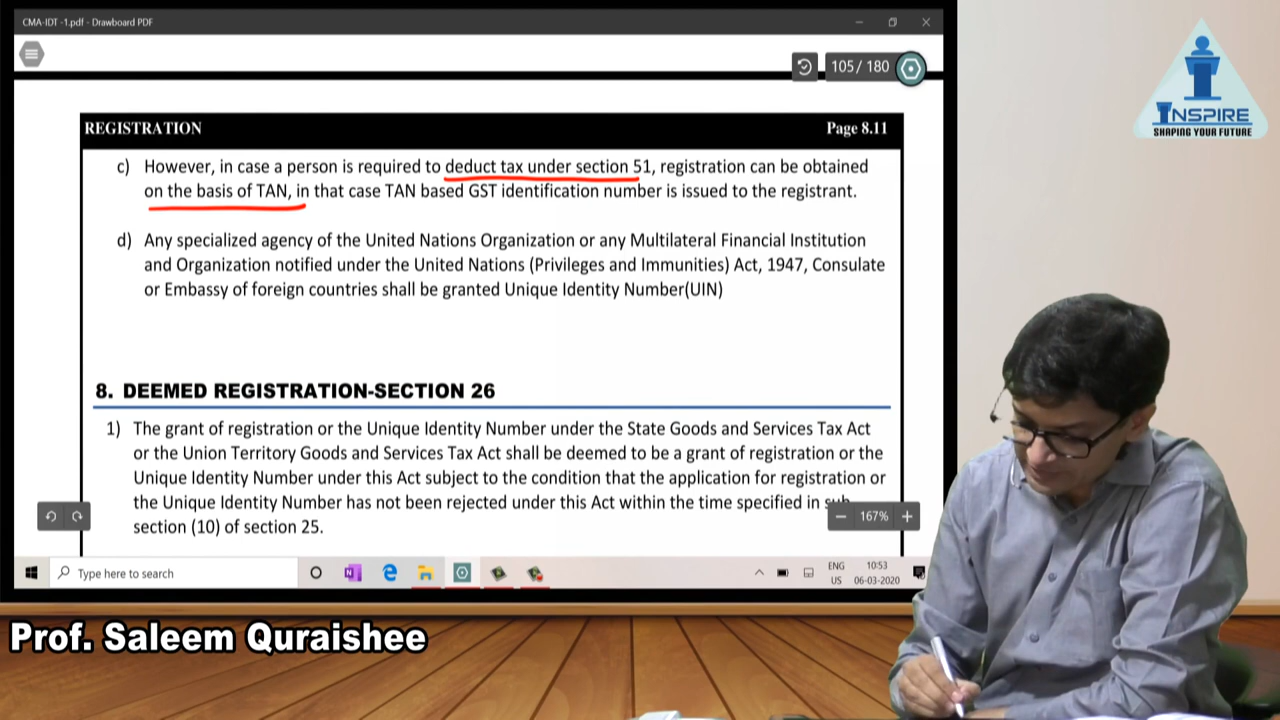 CMA-IDT -1.pdf - Drawboard PDF
105 / 180
REGISTRATION Page 8.11
c) However, in case a person is required to deduct tax under section 51, registration can be obtained
on the basis of TAN, in that case TAN based GST identification number is issued to the registrant.
d) Any specialized agency of the United Nations Organization or any Multilateral Financial Institution
and Organization notified under the United Nations (Privileges and Immunities) Act, 1947, Consulate
or Embassy of foreign countries shall be granted Unique Identity Number(UIN)
8. DEEMED REGISTRATION-SECTION 26
1) The grant of registration or the Unique Identity Number under the State Goods and Services Tax Act
or the Union Territory Goods and Services Tax Act shall be deemed to be a grant of registration or the
Unique Identity Number under this Act subject to the condition that the application for registration or
the Unique Identity Number has not been rejected under this Act within the time specified in
section (10) of section 25.
167%
Type here to search
ENG
US
10:53
06-03-2020
INSPIRE
SHAPING YOUR FUTURE
Prof. Saleem Quraishee